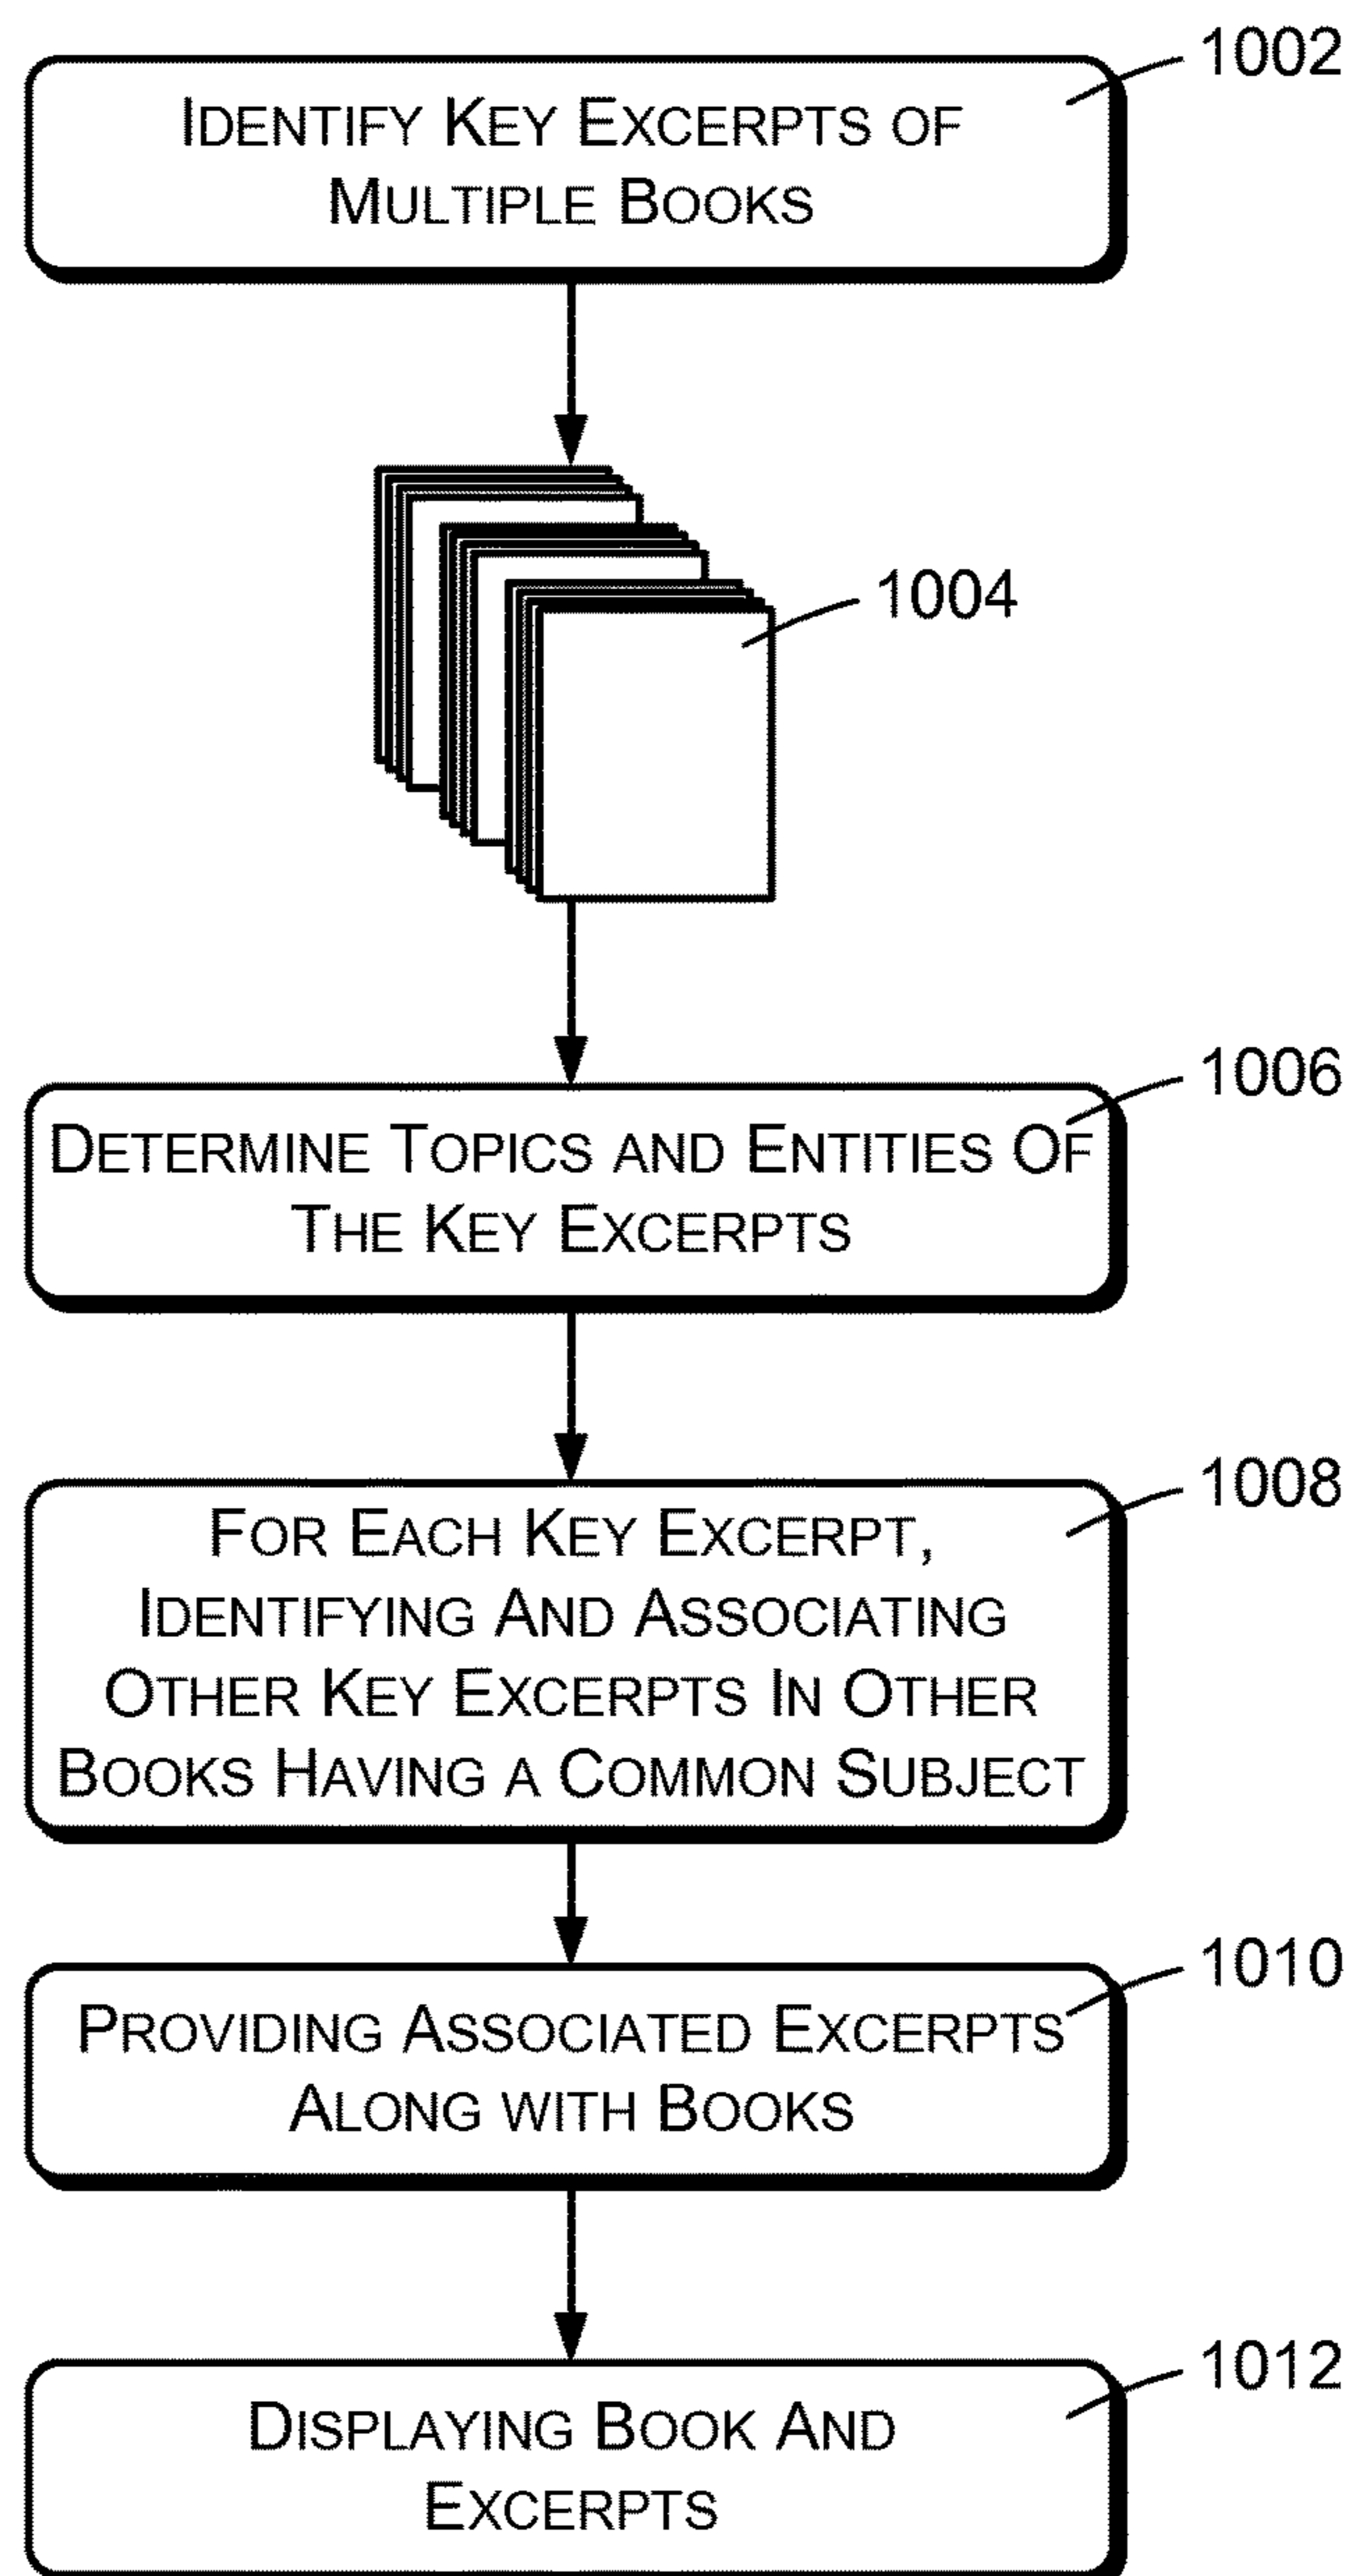 1002
IDENTIFY KEY EXCERPTS OF
MULTIPLE BOOKS
1004
1006
DETERMINE TOPICS AND ENTITIES OF
THE KEY EXCERPTS
1008
FOR EACH KEY EXCERPT,
IDENTIFYING AND ASSOCIATING
OTHER KEY EXCERPTS IN OTHER
BOOKS HAVING A COMMON SUBJECT
1010
PROVIDING ASSOCIATED EXCERPTS
ALONG WITH BOOKS
1012
DISPLAYING BOOK AND
EXCERPTS